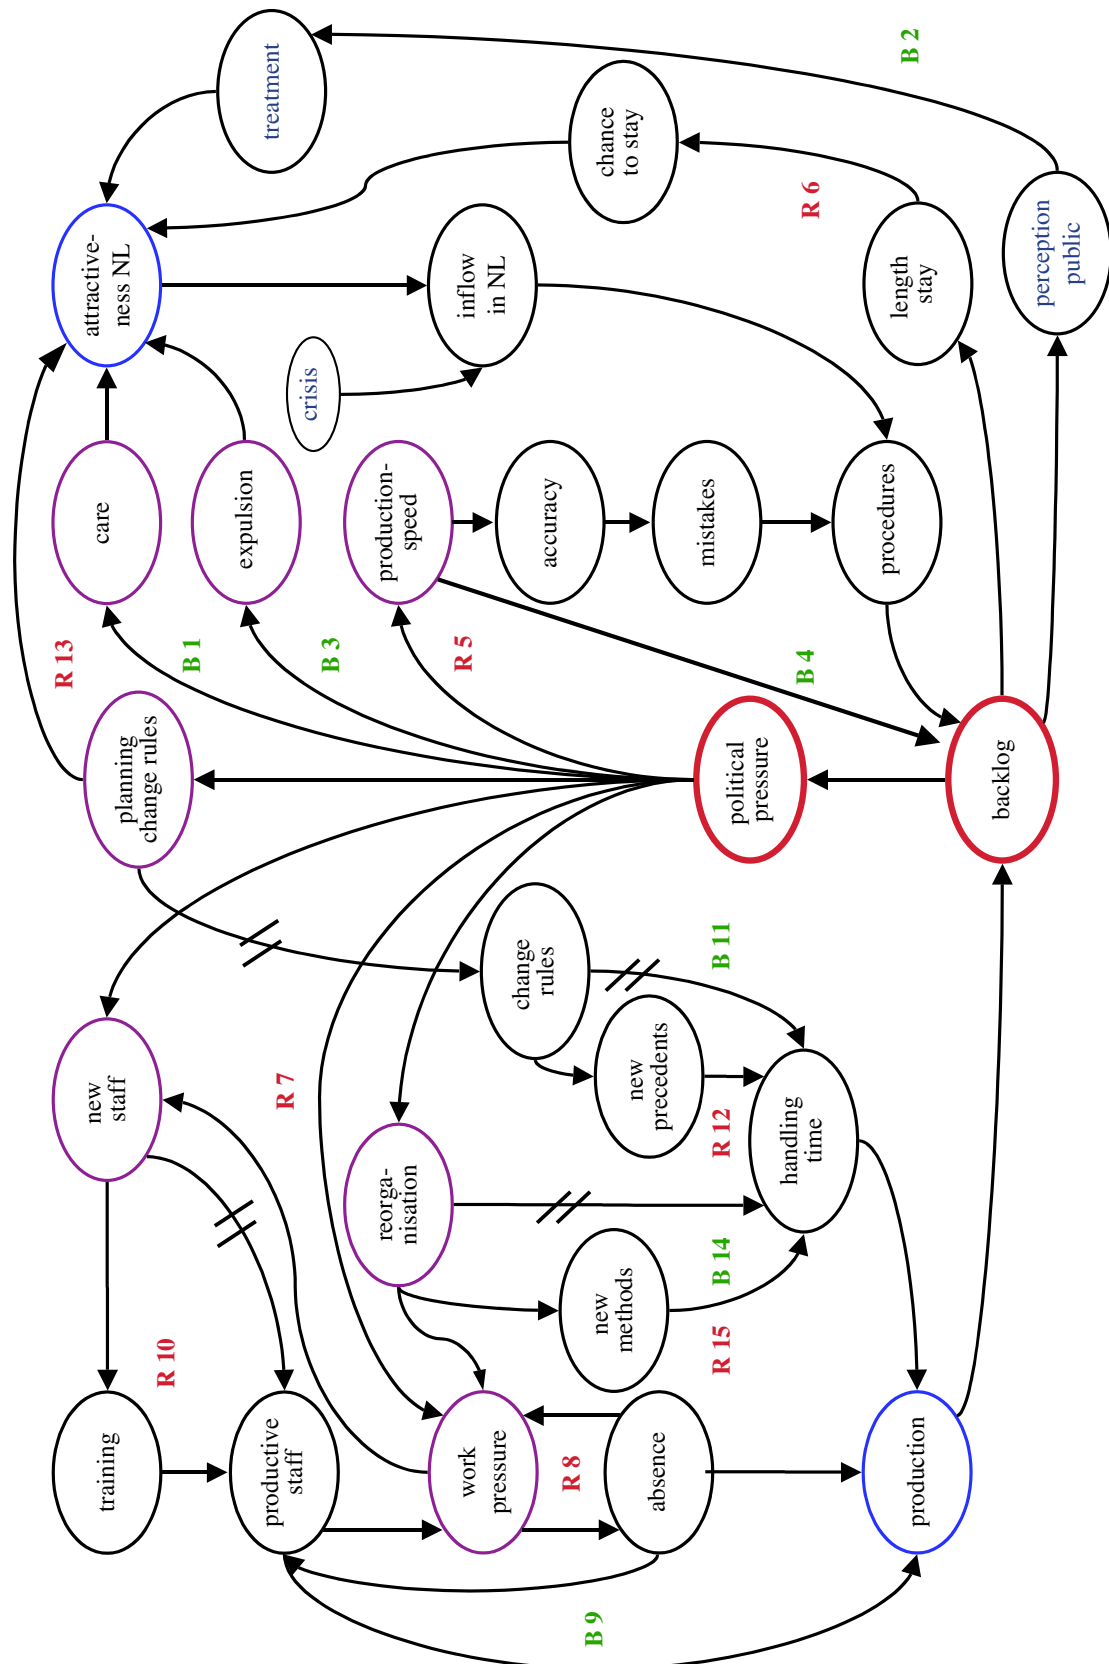 training
new
staff
planning
change rules
R 13
care
attractive-
ness NL
R 10
B 1
expulsion
treatment
productive
staff
R 7
B 3
crisis
reorga-
nisation
R 5
production-
speed
inflow
in NL
work
pressure
change
rules
accuracy
R 8
new
methods
chance
to stay
B 9
absence
new
precedents
political
pressure
mistakes
R 15
B 14
R 12
B 11
handling
time
B 4
R 6
production
procedures
length
stay
B 2
backlog
perception
public